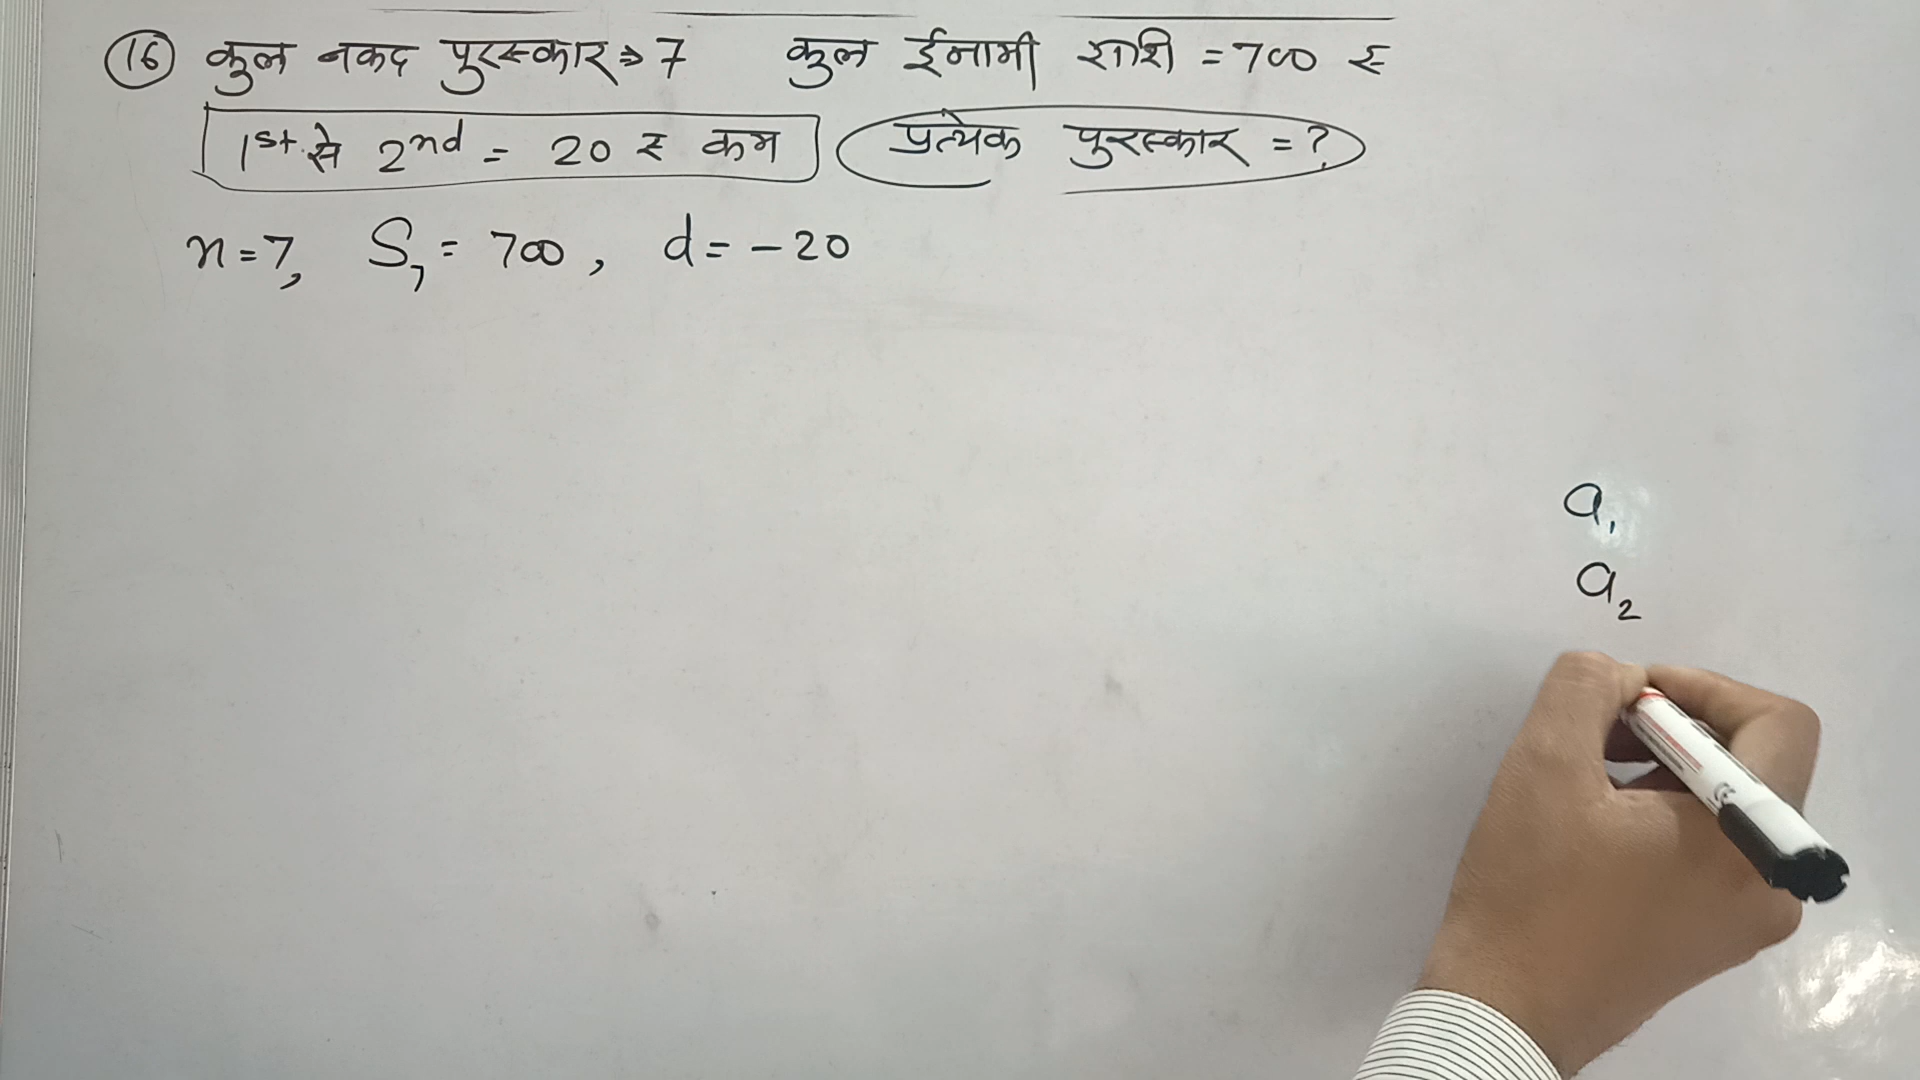 16 कुल नकद पुरस्कार ⇒ 7 कुल ईनामी राशि = 700 रु
1st से 2nd = 20 रु कम प्रत्येक पुरस्कार = ?
n=7, S₇ = 700, d = -20
a₁
a₂